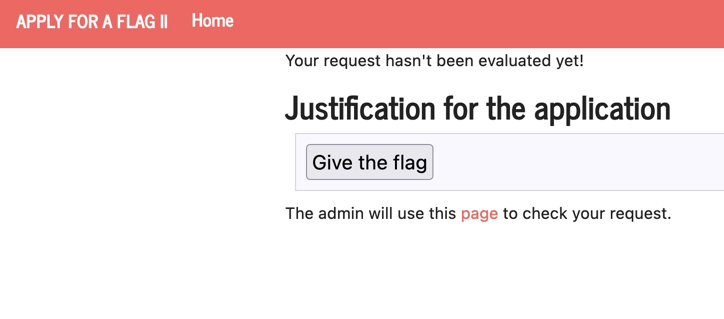 APPLY FOR A FLAG II Home
Your request hasn't been evaluated yet!
Justification for the application
Give the flag
The admin will use this page to check your request.